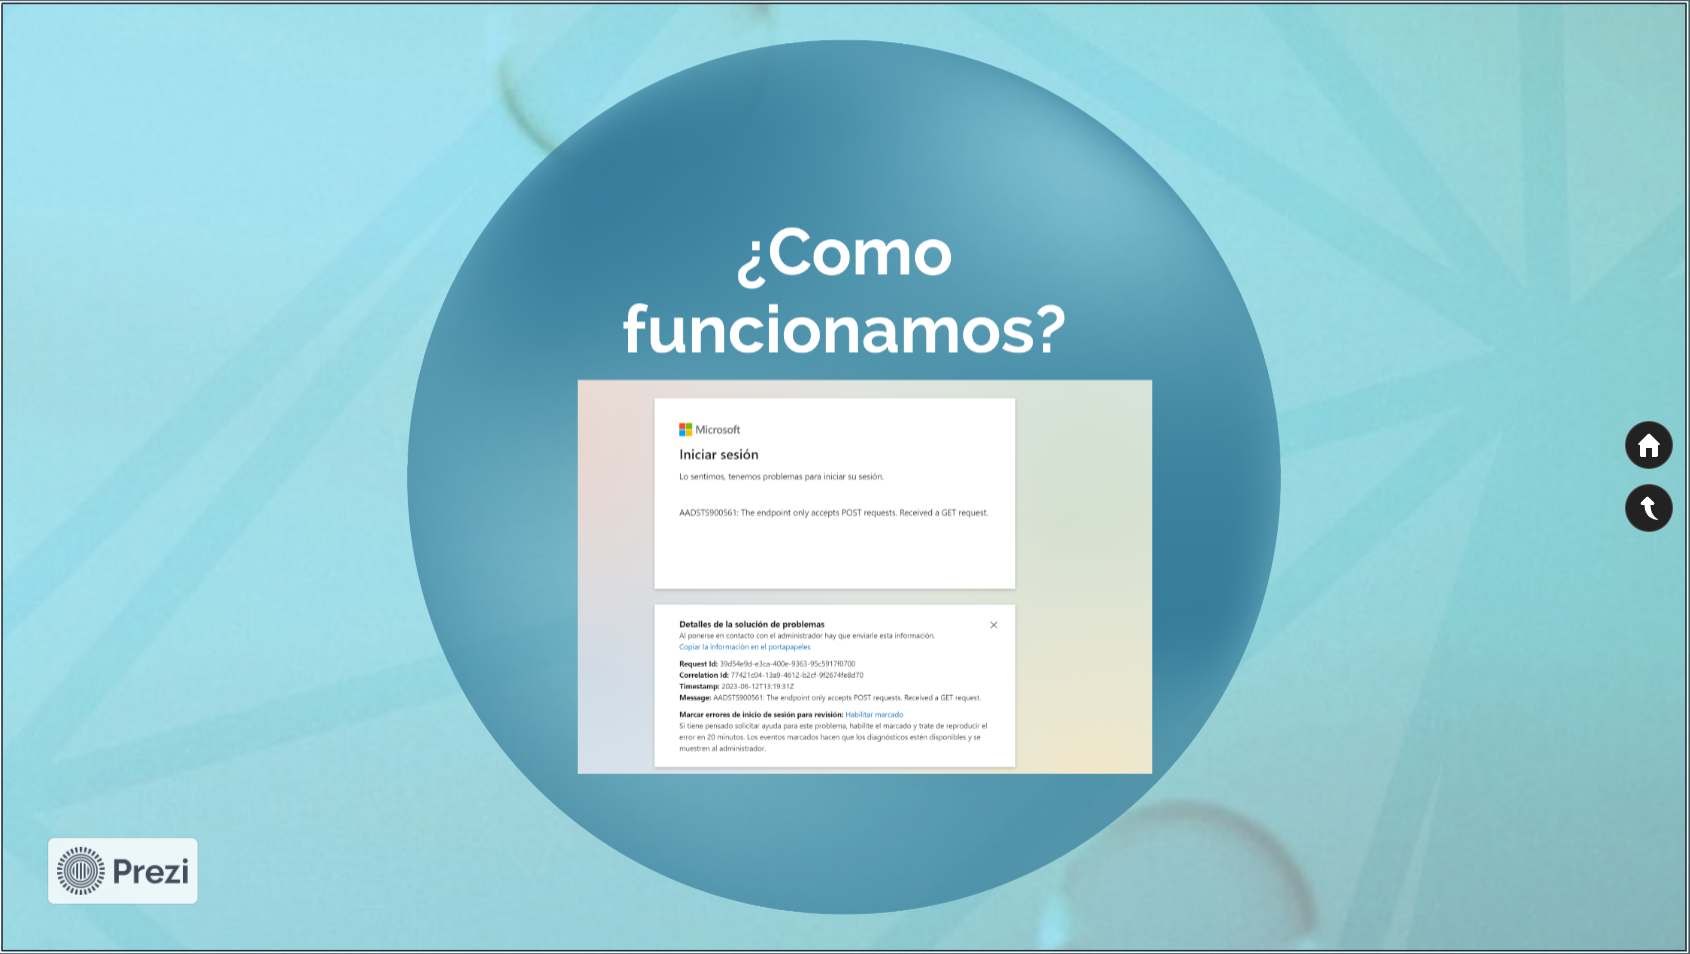 ¿Como
funcionamos?
Microsoft
Iniciar sesión
Lo sentimos, tenemos problemas para iniciar su sesión.
AADSTS900561: The endpoint only accepts POST requests. Received a GET request.
Detalles de la solución de problemas
Al ponerse en contacto con el administrador hay que enviarle esta información.
Copiar la información en el portapapeles
Request Id: 39d54e9d-e3ca-400e-9363-95c5917f0700
Correlation Id: 77421c04-13a9-4612-b2cf-9f2674fe8d70
Timestamp: 2023-06-12T13:19:31Z
Message: AADSTS900561: The endpoint only accepts POST requests. Received a GET request.
Marcar errores de inicio de sesión para revisión: Habilitar marcado
Si tiene pensado solicitar ayuda para este problema, habilite el marcado y trate de reproducir el
error en 20 minutos. Los eventos marcados hacen que los diagnósticos estén disponibles y se
muestren al administrador.
Prezi